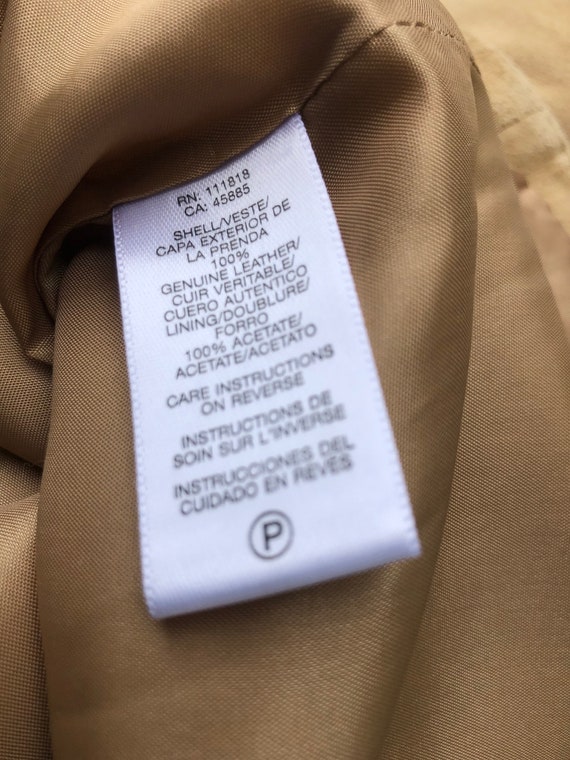 RN: 111818
CA: 45885
SHELL/VESTE/
CAPA EXTERIOR DE
LA PRENDA
100%
GENUINE LEATHER/
CUIR VERITABLE/
CUERO AUTENTICO
LINING/DOUBLURE/
FORRO
100% ACETATE/
ACETATE/ACETATO
CARE INSTRUCTIONS
ON REVERSE
INSTRUCTIONS DE
SOIN SUR L'INVERSE
INSTRUCCIONES DEL
CUIDADO EN REVES
P